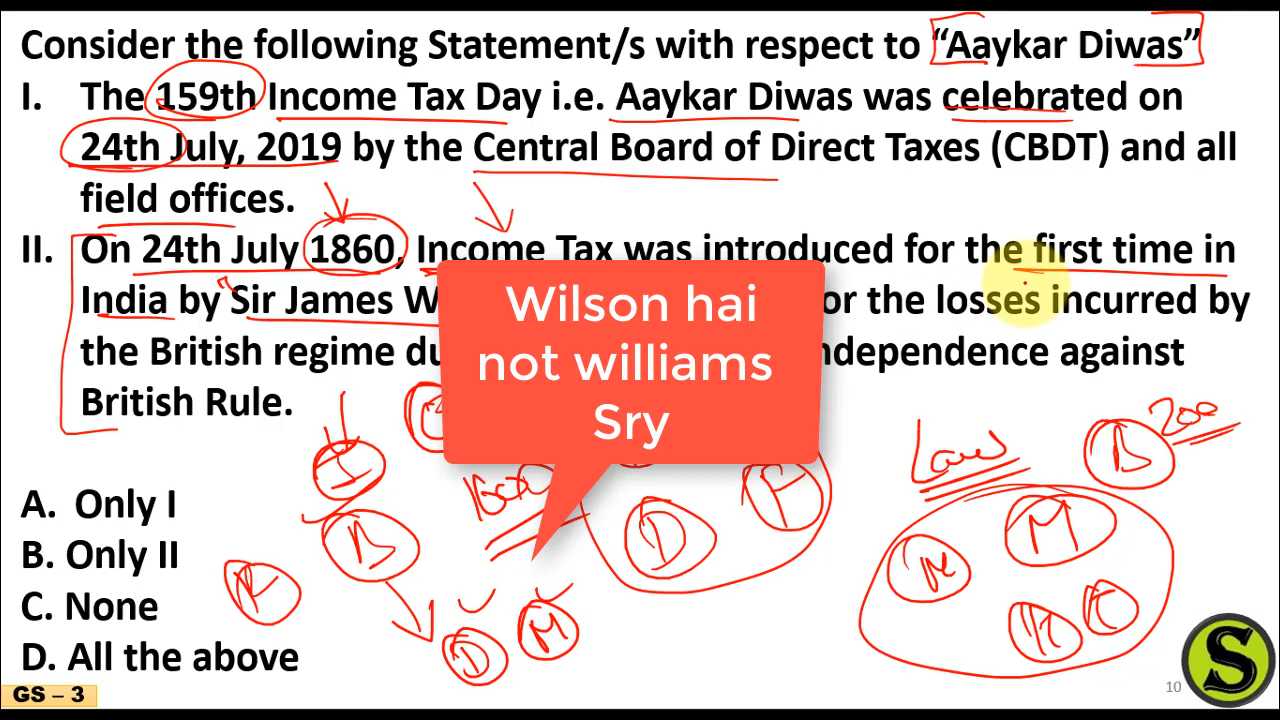 Consider the following Statement/s with respect to “Aaykar Diwas”
I. The 159th Income Tax Day i.e. Aaykar Diwas was celebrated on
24th July, 2019 by the Central Board of Direct Taxes (CBDT) and all
field offices.
II. On 24th July 1860, Income Tax was introduced for the first time in
India by Sir James W or the losses incurred by
the British regime du ndependence against
British Rule.
Wilson hai
not williams
Sry
Law
B
200
I
B
D
F
M
K
D
M
A. Only I
B. Only II
C. None
D. All the above
GS – 3
10
S